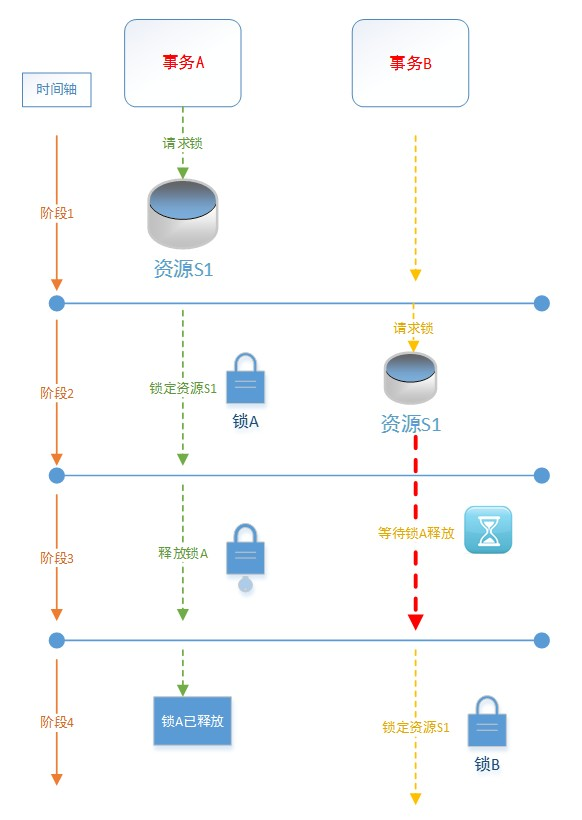 事务A
事务B
时间轴
请求锁
阶段1
资源S1
请求锁
阶段2
锁定资源S1
锁A
资源S1
阶段3
释放锁A
等待锁A释放
阶段4
锁A已释放
锁定资源S1
锁B